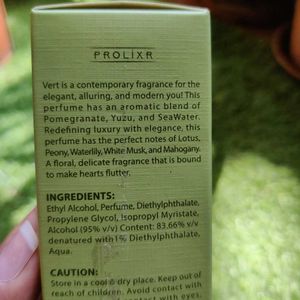 PROLIXR
Vert is a contemporary fragrance for the
elegant, alluring, and modern you! This
perfume has an aromatic blend of
Pomegranate, Yuzu, and SeaWater.
Redefining luxury with elegance, this
perfume has the perfect notes of Lotus,
Peony, Waterlily, White Musk, and Mahogany.
A floral, delicate fragrance that is bound
to make hearts flutter.
INGREDIENTS:
Ethyl Alcohol, Perfume, Diethylphthalate,
Propylene Glycol, Isopropyl Myristate,
Alcohol (95% v/v) Content: 83.66% v/v
denatured with1% Diethylphthalate,
Aqua.
CAUTION:
Store in cool & dry place. Keep out of
reach of children. Avoid contact with
contact with eyes,